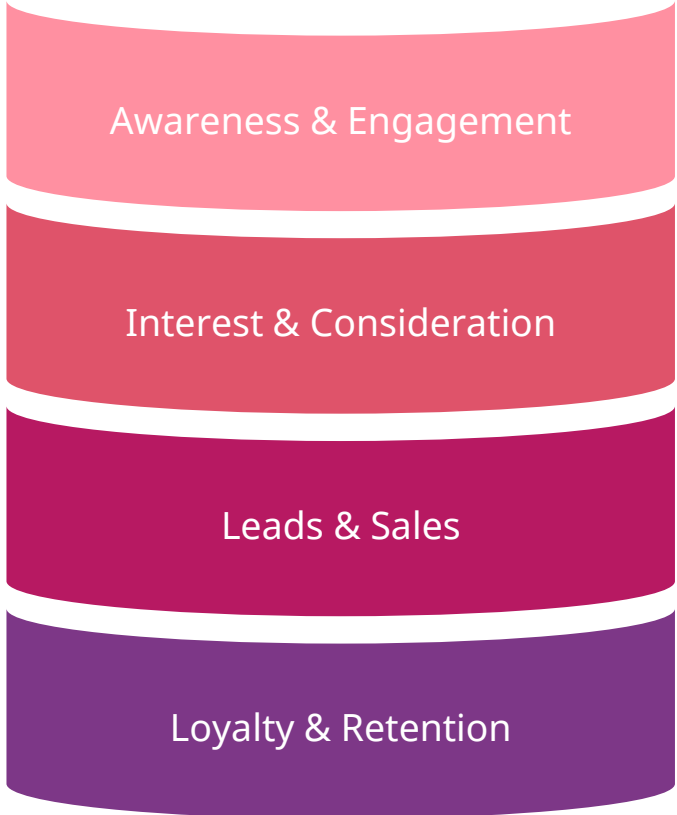 Awareness & Engagement
Interest & Consideration
Leads & Sales
Loyalty & Retention